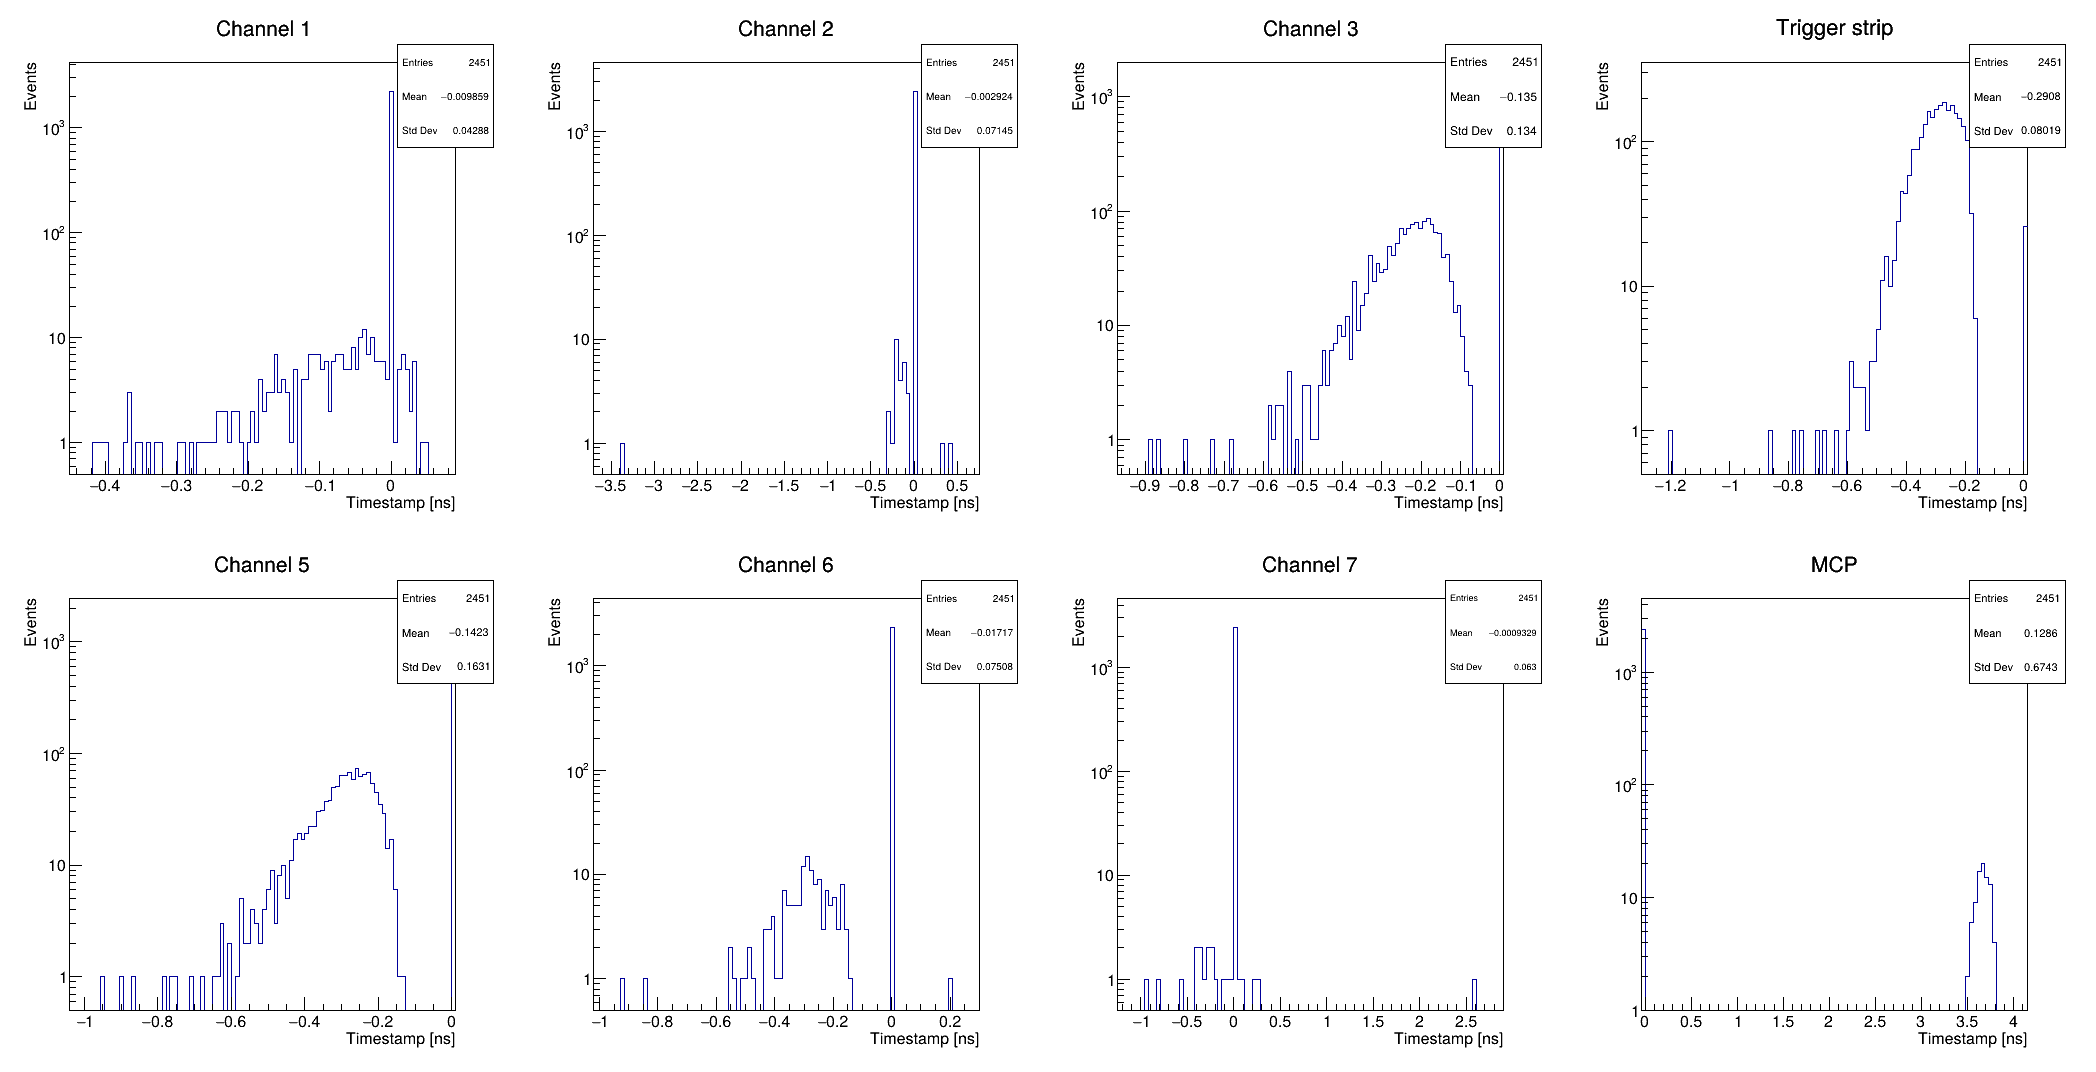 Channel 1
Events
Entries 2451
Mean −0.009859
Std Dev 0.04288
10³
10²
10
1
−0.4 −0.3 −0.2 −0.1 0
Timestamp [ns]
Channel 2
Events
Entries 2451
Mean −0.002924
Std Dev 0.07145
10³
10²
10
1
−3.5 −3 −2.5 −2 −1.5 −1 −0.5 0 0.5
Timestamp [ns]
Channel 3
Events
Entries 2451
Mean −0.135
Std Dev 0.134
10³
10²
10
1
−0.9 −0.8 −0.7 −0.6 −0.5 −0.4 −0.3 −0.2 −0.1 0
Timestamp [ns]
Trigger strip
Events
Entries 2451
Mean −0.2908
Std Dev 0.08019
10²
10
1
−1.2 −1 −0.8 −0.6 −0.4 −0.2 0
Timestamp [ns]
Channel 5
Events
Entries 2451
Mean −0.1423
Std Dev 0.1631
10³
10²
10
1
−1 −0.8 −0.6 −0.4 −0.2 0
Timestamp [ns]
Channel 6
Events
Entries 2451
Mean −0.01717
Std Dev 0.07508
10³
10²
10
1
−1 −0.8 −0.6 −0.4 −0.2 0 0.2
Timestamp [ns]
Channel 7
Events
Entries 2451
Mean −0.0009329
Std Dev 0.063
10³
10²
10
1
−1 −0.5 0 0.5 1 1.5 2 2.5
Timestamp [ns]
MCP
Events
Entries 2451
Mean 0.1286
Std Dev 0.6743
10³
10²
10
1
0 0.5 1 1.5 2 2.5 3 3.5 4
Timestamp [ns]